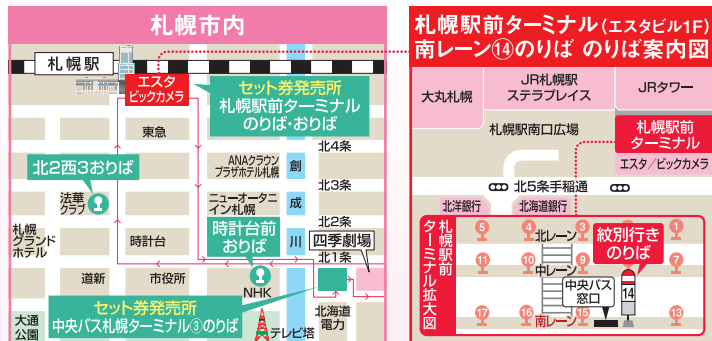 札幌市内
札幌駅
エスタ
ビックカメラ
セット券発売所
札幌駅前ターミナル
のりば・おりば
東急
北4条
ANAクラウン
プラザホテル札幌
創
成
川
北3条
北2西3おりば
法華
クラブ
ニューオータニ
イン札幌
北2条
札幌
グランド
ホテル
時計台
時計台前
おりば
四季劇場
北1条
道新
市役所
NHK
セット券発売所
中央バス札幌ターミナル③のりば
北海道
電力
大通
公園
テレビ塔
札幌駅前ターミナル(エスタビル1F)
南レーン⑭のりば のりば案内図
大丸札幌
JR札幌駅
ステラプレイス
JRタワー
札幌駅南口広場
札幌駅前
ターミナル
エスタ/ビックカメラ
北5条手稲通
北洋銀行
北海道銀行
札幌駅前
ターミナル拡大図
5
4
北レーン
3
1
紋別行き
のりば
11
10
中レーン
9
7
中央バス
窓口
14
17
16
南レーン
15
13